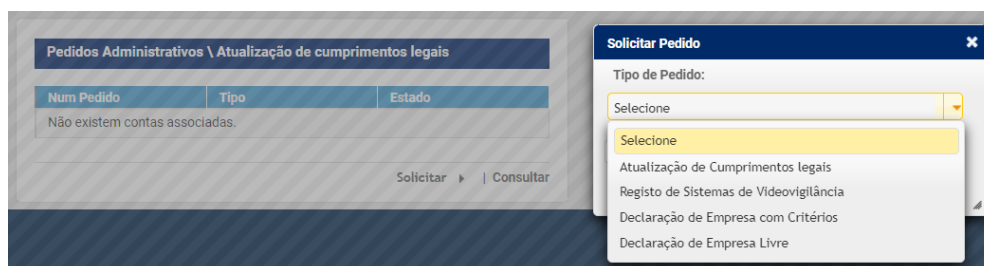 Pedidos Administrativos \ Atualização de cumprimentos legais
Num Pedido Tipo Estado
Não existem contas associadas.
Solicitar | Consultar
Solicitar Pedido
Tipo de Pedido:
Selecione
Selecione
Atualização de Cumprimentos legais
Registo de Sistemas de Videovigilância
Declaração de Empresa com Critérios
Declaração de Empresa Livre